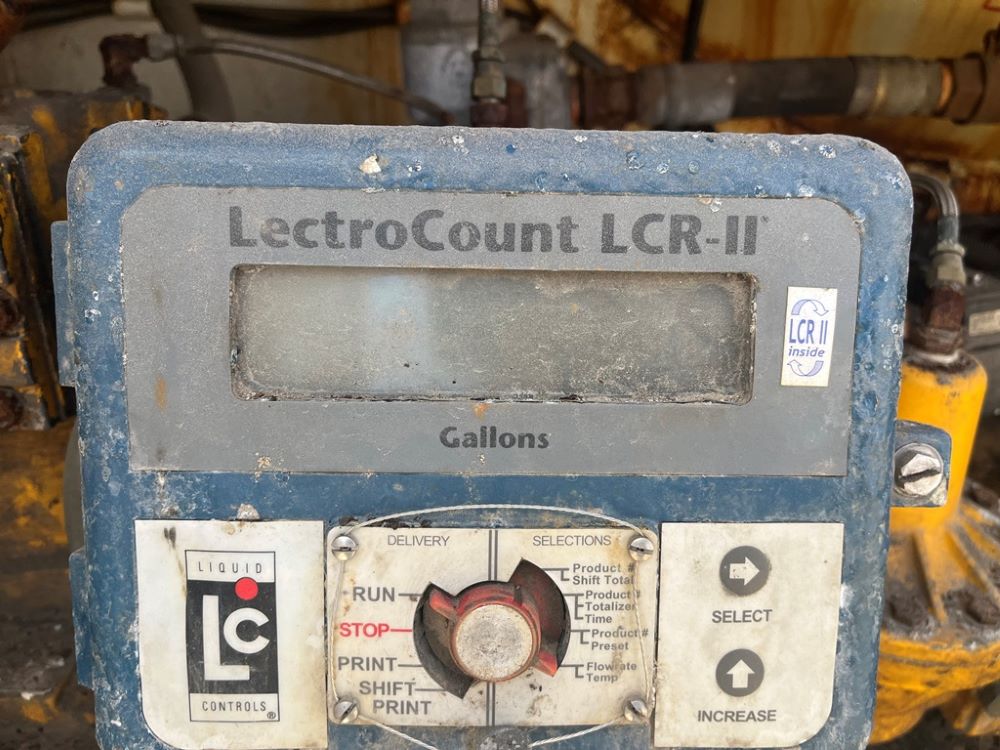 LectroCount LCR-II
LCR II
inside
Gallons
LIQUID
LC
CONTROLS®
DELIVERY
RUN
STOP
PRINT
SHIFT
PRINT
SELECTIONS
Product #
Shift Total
Product #
Totalizer
Time
Product #
Preset
Flowrate
Temp
SELECT
INCREASE